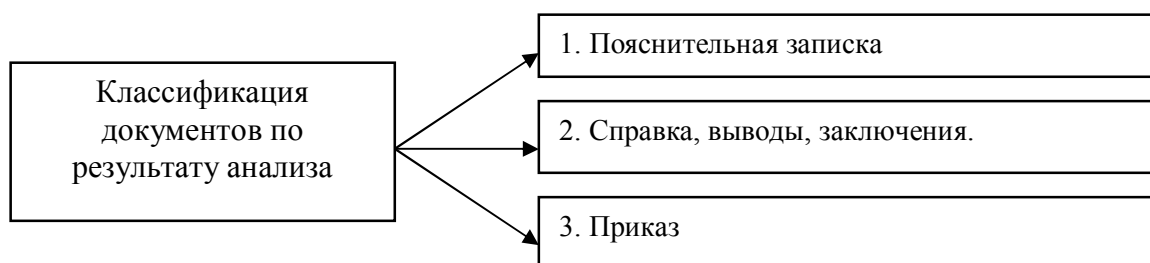 Классификация
документов по
результату анализа
1. Пояснительная записка
2. Справка, выводы, заключения.
3. Приказ